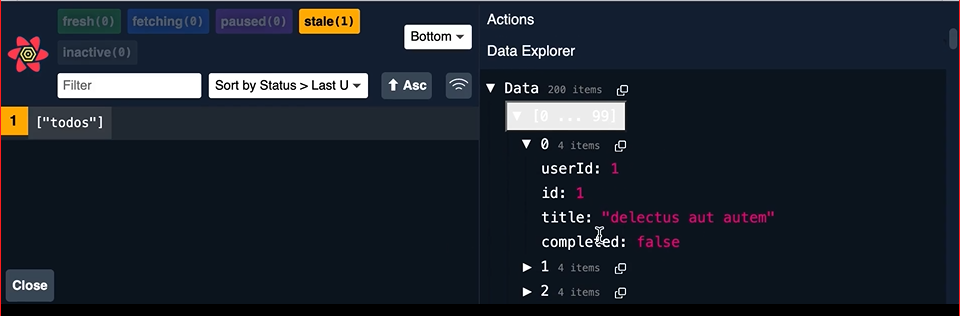 fresh(0) fetching(0) paused(0) stale(1)
inactive(0)
Bottom
Filter
Sort by Status > Last U
Asc
1 ["todos"]
Close
Actions
Data Explorer
Data 200 items
[0 ... 99]
0 4 items
userId: 1
id: 1
title: "delectus aut autem"
completed: false
1 4 items
2 4 items